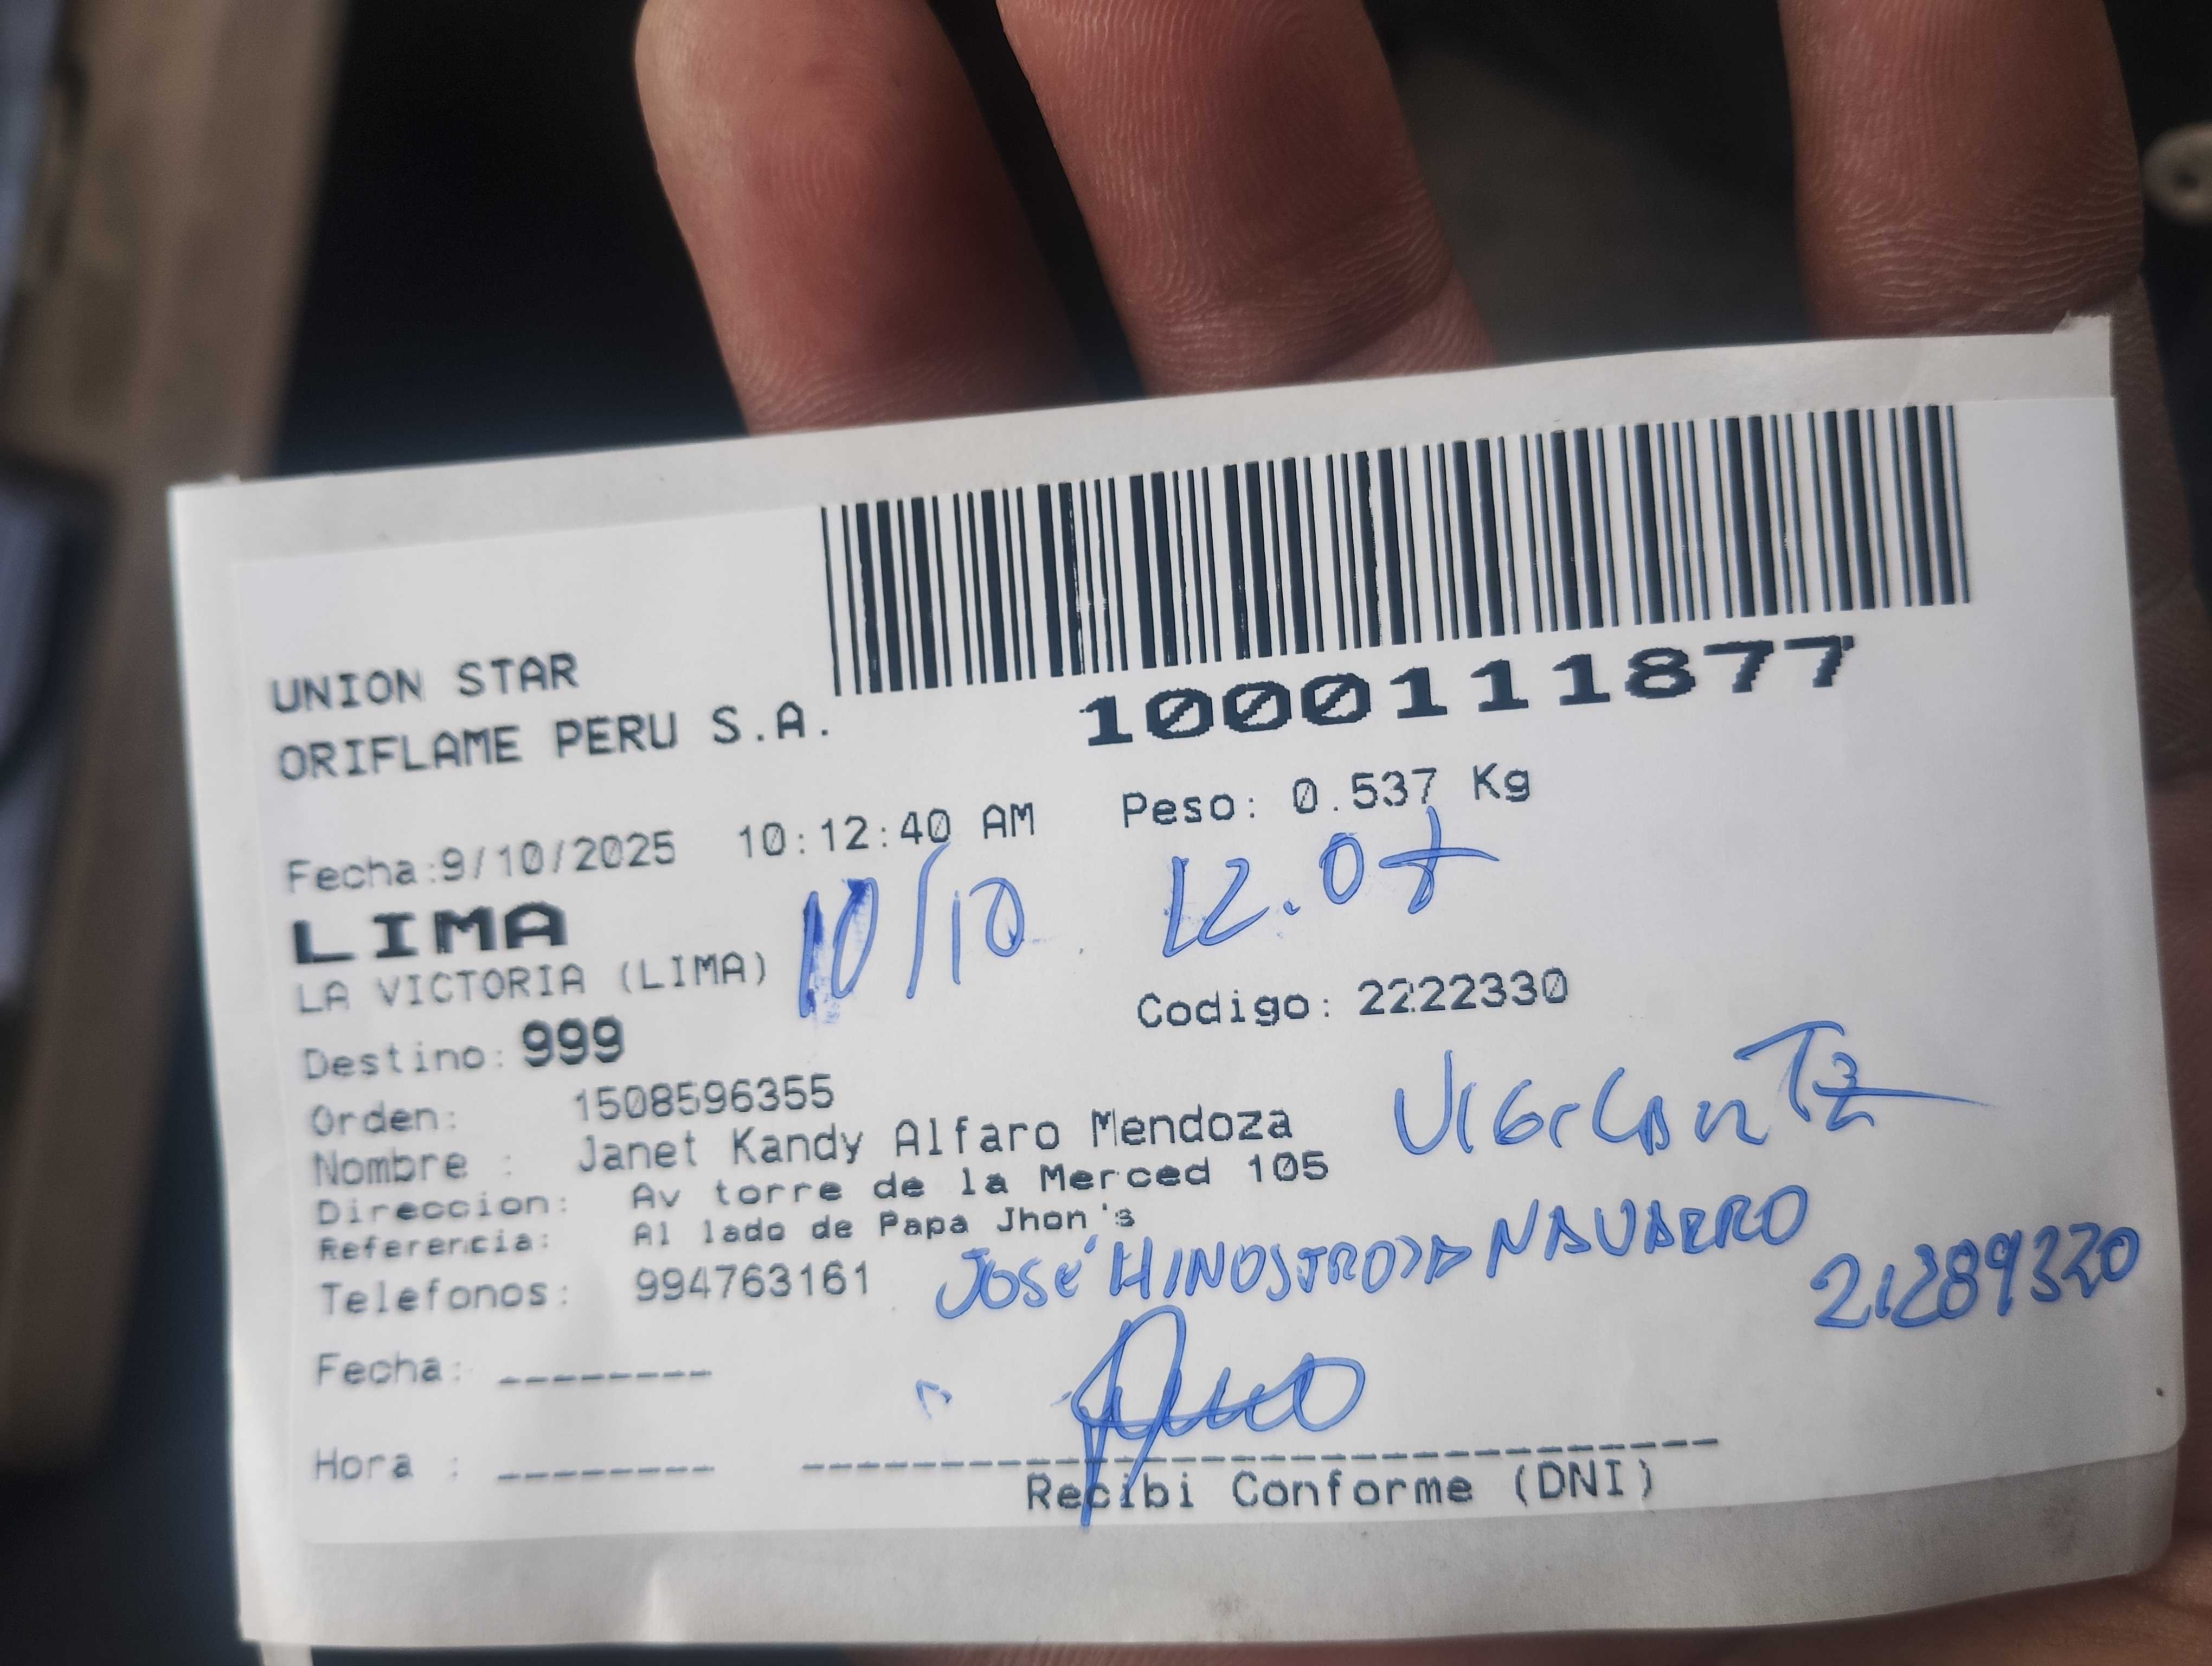 UNION STAR
ORIFLAME PERU S.A.
1000111877
Fecha:9/10/2025 10:12:40 AM Peso: 0.537 Kg
10/10 12.07
LIMA
LA VICTORIA (LIMA)
Codigo: 2222330
Destino: 999
Orden: 1508596355
VIGILANTE
Nombre : Janet Kandy Alfaro Mendoza
Direccion: Av torre de la Merced 105
Referencia: Al lado de Papa Jhon's
Telefonos: 994763161
JOSÉ HINOSTROZA NAVARRO
21289320
Fecha: --------
Hora : --------
Recibi Conforme (DNI)